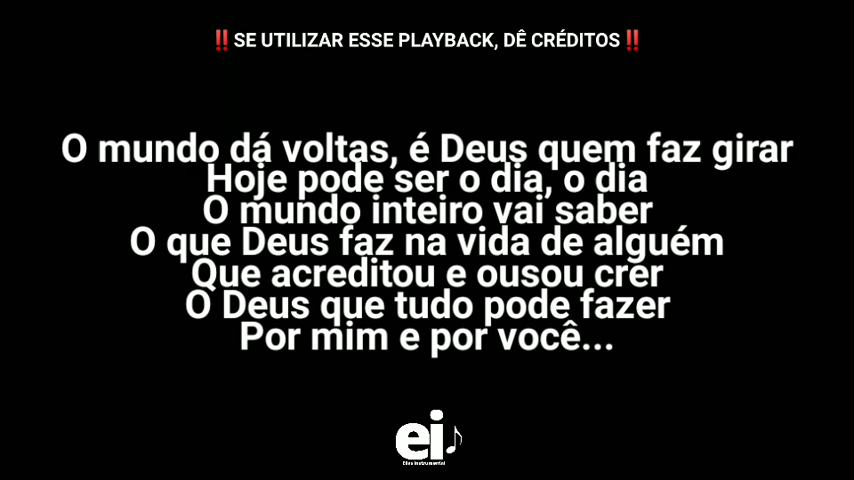 ‼️SE UTILIZAR ESSE PLAYBACK, DÊ CRÉDITOS‼️
O mundo dá voltas, é Deus quem faz girar
Hoje pode ser o dia, o dia
O mundo inteiro vai saber
O que Deus faz na vida de alguém
Que acreditou e ousou crer
O Deus que tudo pode fazer
Por mim e por você...
ei
Elias Instrumental